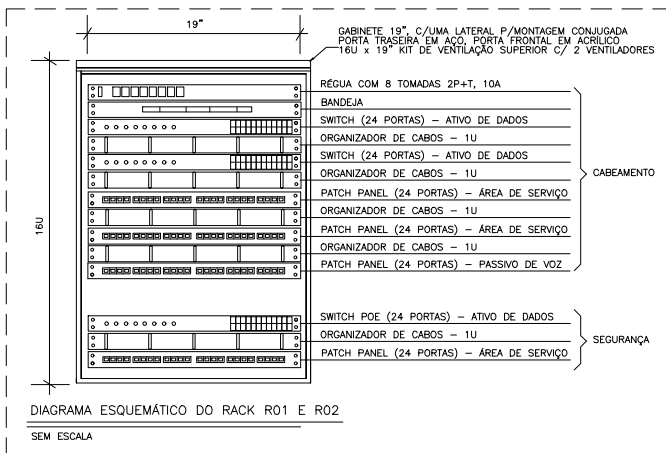 19"
GABINETE 19", C/UMA LATERAL P/MONTAGEM CONJUGADA
PORTA TRASEIRA EM AÇO, PORTA FRONTAL EM ACRÍLICO
16U x 19" KIT DE VENTILAÇÃO SUPERIOR C/ 2 VENTILADORES
RÉGUA COM 8 TOMADAS 2P+T, 10A
BANDEJA
SWITCH (24 PORTAS) – ATIVO DE DADOS
ORGANIZADOR DE CABOS – 1U
SWITCH (24 PORTAS) – ATIVO DE DADOS
ORGANIZADOR DE CABOS – 1U
PATCH PANEL (24 PORTAS) – ÁREA DE SERVIÇO
ORGANIZADOR DE CABOS – 1U
PATCH PANEL (24 PORTAS) – ÁREA DE SERVIÇO
ORGANIZADOR DE CABOS – 1U
PATCH PANEL (24 PORTAS) – PASSIVO DE VOZ
CABEAMENTO
16U
SWITCH POE (24 PORTAS) – ATIVO DE DADOS
ORGANIZADOR DE CABOS – 1U
PATCH PANEL (24 PORTAS) – ÁREA DE SERVIÇO
SEGURANÇA
DIAGRAMA ESQUEMÁTICO DO RACK R01 E R02
SEM ESCALA